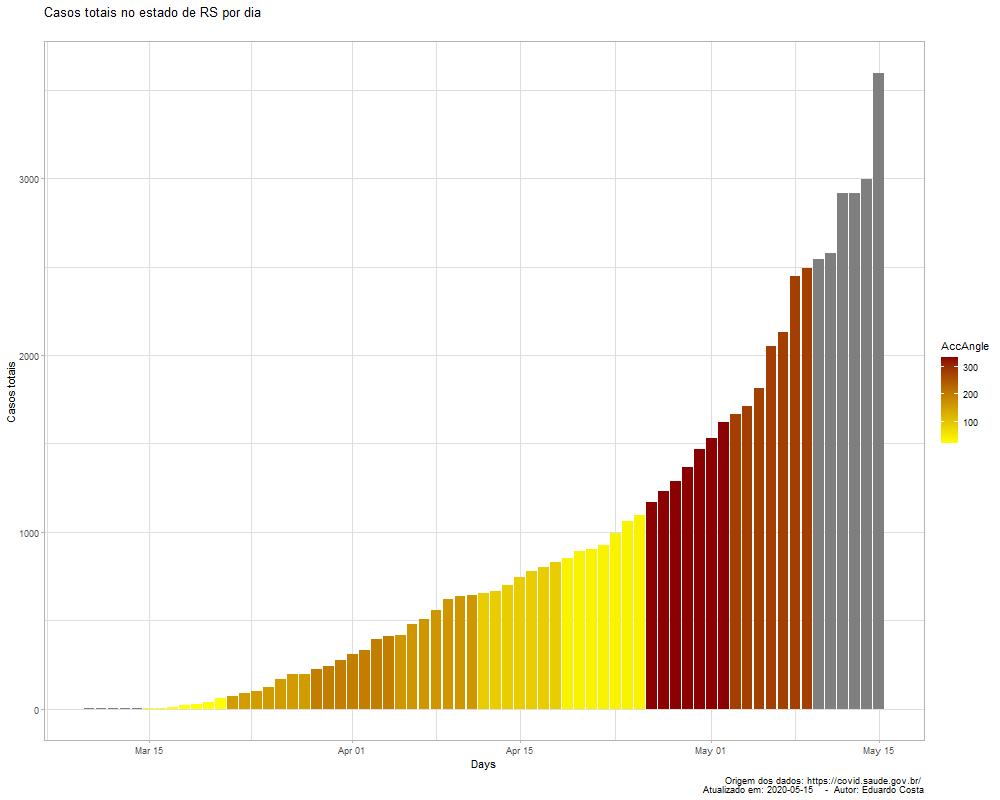 Casos totais no estado de RS por dia
Casos totais
3000
2000
1000
0
Mar 15
Apr 01
Apr 15
May 01
May 15
Days
AccAngle
300
200
100
Origem dos dados: https://covid.saude.gov.br/
Atualizado em: 2020-05-15 - Autor: Eduardo Costa